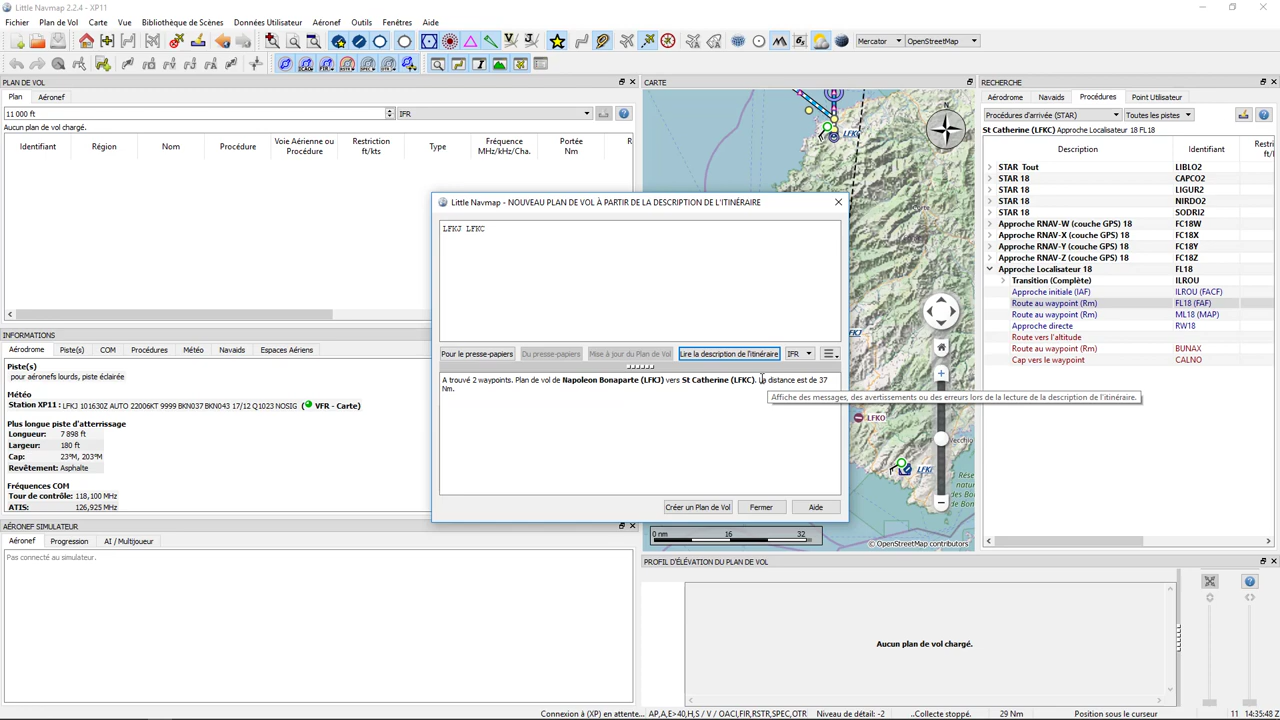 Little Navmap 2.2.4 - XP11
Fichier Plan de Vol Carte Vue Bibliothèque de Scènes Données Utilisateur Aéronef Outils Fenêtres Aide
Mercator OpenStreetMap
PLAN DE VOL
Plan Aéronef
11 000 ft IFR
Aucun plan de vol chargé.
Identifiant Région Nom Procédure Voie Aérienne ou Procédure Restriction ft/kts Type Fréquence MHz/kHz/Cha. Portée Nm R
INFORMATIONS
Aérodrome Piste(s) COM Procédures Météo Navaids Espaces Aériens
Piste(s)
pour aéronefs lourds, piste éclairée
Météo
Station XP11: LFKJ 101630Z AUTO 22006KT 9999 BKN037 BKN043 17/12 Q1023 NOSIG ( VFR - Carte)
Plus longue piste d'atterrissage
Longueur: 7 898 ft
Largeur: 180 ft
Cap: 23°M, 203°M
Revêtement: Asphalte
Fréquences COM
Tour de contrôle: 118,100 MHz
ATIS: 126,925 MHz
AÉRONEF SIMULATEUR
Aéronef Progression AI / Multijoueur
Pas connecté au simulateur.
Little Navmap - NOUVEAU PLAN DE VOL À PARTIR DE LA DESCRIPTION DE L'ITINÉRAIRE
LFKJ LFKC
Pour le presse-papiers Du presse-papiers Mise à jour du Plan de Vol Lire la description de l'itinéraire IFR
A trouvé 2 waypoints. Plan de vol de Napoleon Bonaparte (LFKJ) vers St Catherine (LFKC). La distance est de 37
Nm.
Affiche des messages, des avertissements ou des erreurs lors de la lecture de la description de l'itinéraire.
Créer un Plan de Vol Fermer Aide
CARTE
N
LFKO
0 nm 16 32
© OpenStreetMap contributors
RECHERCHE
Aérodrome Navaids Procédures Point Utilisateur
Procédures d'arrivée (STAR) Toutes les pistes
St Catherine (LFKC) Approche Localisateur 18 FL18
Description Identifiant Restri ft/l
STAR Tout LIBLO2
STAR 18 CAPCO2
STAR 18 LIGUR2
STAR 18 NIRDO2
STAR 18 SODRI2
Approche RNAV-W (couche GPS) 18 FC18W
Approche RNAV-X (couche GPS) 18 FC18X
Approche RNAV-Y (couche GPS) 18 FC18Y
Approche RNAV-Z (couche GPS) 18 FC18Z
Approche Localisateur 18 FL18
Transition (Complète) ILROU
Approche initiale (IAF) ILROU (FACF)
Route au waypoint (Rm) FL18 (FAF)
Route au waypoint (Rm) ML18 (MAP)
Approche directe RW18
Route vers l'altitude
Route au waypoint (Rm) BUNAX
Cap vers le waypoint CALNO
PROFIL D'ÉLÉVATION DU PLAN DE VOL
Aucun plan de vol chargé.
Connexion à (XP) en attente... AP,A,E>40,H,S / V / OACI,FIR,RSTR,SPEC,OTR Niveau de détail: -2 ..Collecte stoppé. 29 Nm Position sous le curseur 11 14:35:48 Z